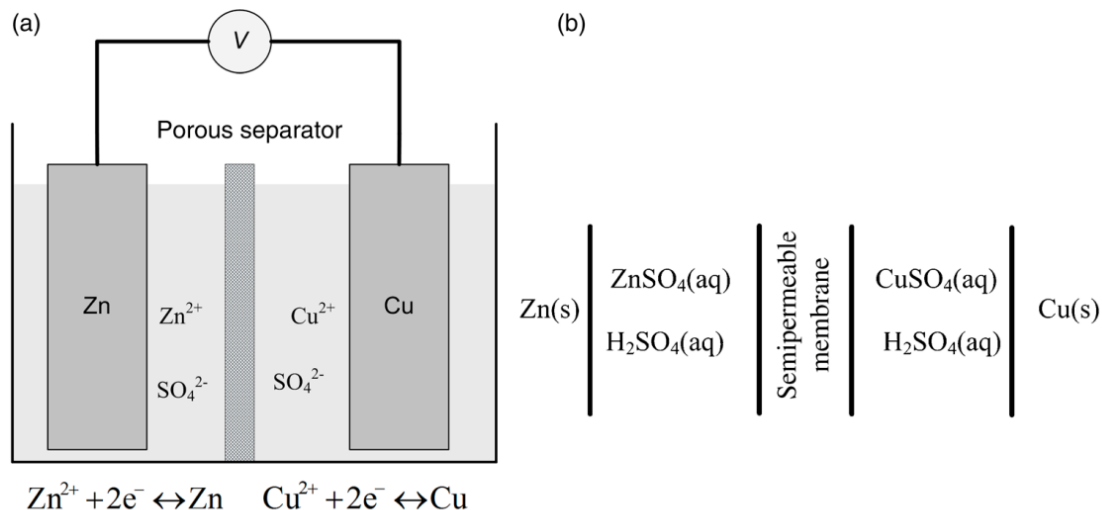 (a)
V
Porous separator
Zn
Zn²⁺
SO₄²⁻
Cu²⁺
SO₄²⁻
Cu
Zn²⁺ +2e⁻ ↔Zn
Cu²⁺ +2e⁻ ↔Cu
(b)
Zn(s)
ZnSO₄(aq)
H₂SO₄(aq)
Semipermeable
membrane
CuSO₄(aq)
H₂SO₄(aq)
Cu(s)